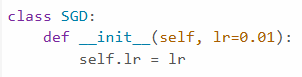 class SGD:
    def __init__(self, lr=0.01):
        self.lr = lr